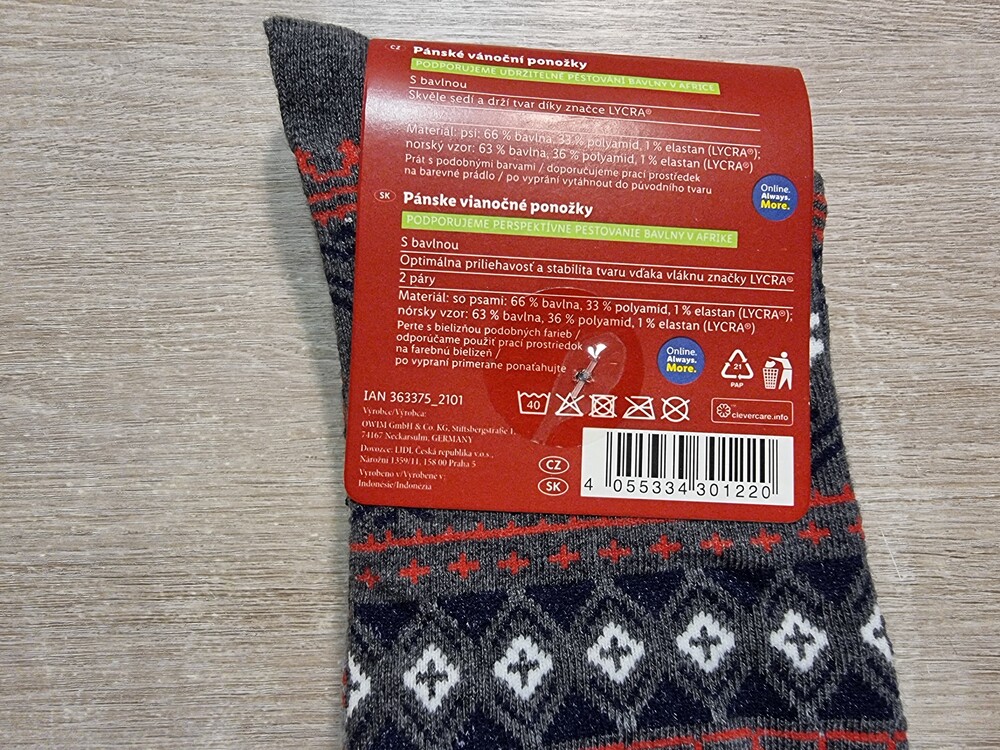 CZ Pánské vánoční ponožky
PODPORUJEME UDRŽITELNÉ PĚSTOVÁNÍ BAVLNY V AFRICE
S bavlnou
Skvěle sedí a drží tvar díky značce LYCRA®
Materiál: psi: 66 % bavlna, 33 % polyamid, 1 % elastan (LYCRA®);
norský vzor: 63 % bavlna, 36 % polyamid, 1 % elastan (LYCRA®)
Prát s podobnými barvami / doporučujeme prací prostředek
na barevné prádlo / po vyprání vytáhnout do původního tvaru
Online.
Always.
More.
SK Pánske vianočné ponožky
PODPORUJEME PERSPEKTÍVNE PESTOVANIE BAVLNY V AFRIKE
S bavlnou
Optimálna priliehavosť a stabilita tvaru vďaka vláknu značky LYCRA®
2 páry
Materiál: so psami: 66 % bavlna, 33 % polyamid, 1 % elastan (LYCRA®);
nórsky vzor: 63 % bavlna, 36 % polyamid, 1 % elastan (LYCRA®)
Perte s bielizňou podobných farieb /
odporúčame použiť prací prostriedok
na farebnú bielizeň /
po vypraní primerane ponaťahujte
Online.
Always.
More.
21
PAP
IAN 363375_2101
40
clevercare.info
Výrobce/Výrobca:
OWIM GmbH & Co. KG, Stiftsbergstraße 1,
74167 Neckarsulm, GERMANY
Dovozce: LIDL Česká republika v.o.s.,
Nárožní 1359/11, 158 00 Praha 5
Vyrobeno v/Vyrobené v:
Indonésie/Indonézia
CZ
SK
4 055334 301220